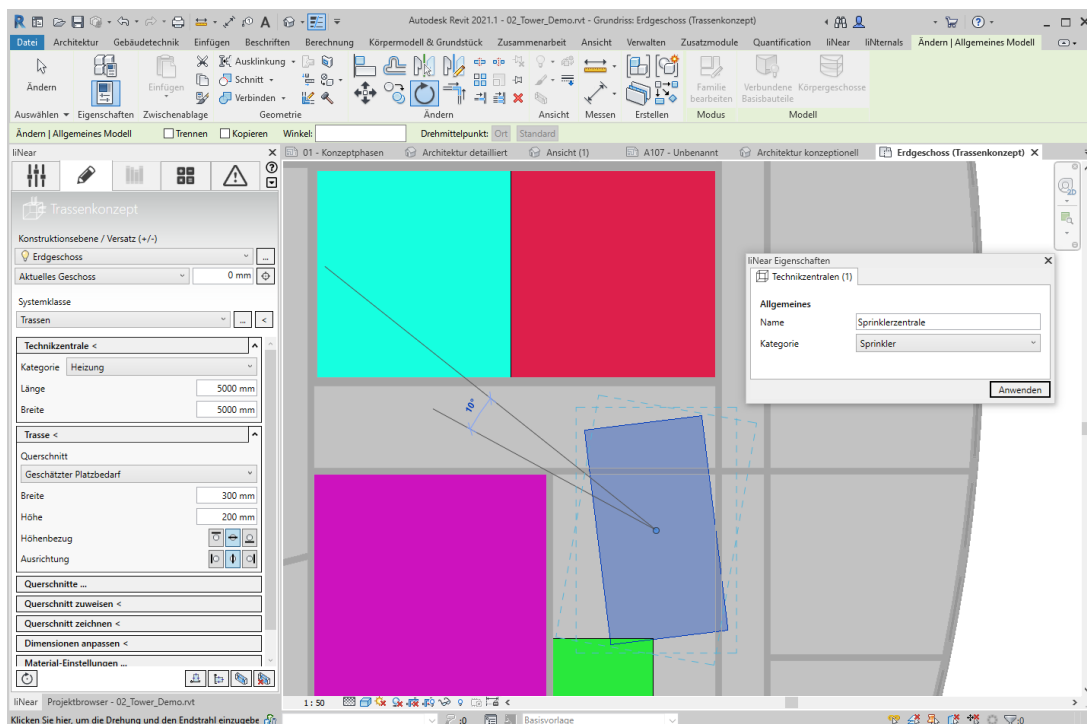 Autodesk Revit 2021.1 - 02_Tower_Demo.rvt - Grundriss: Erdgeschoss (Trassenkonzept)
Datei Architektur Gebäudetechnik Einfügen Beschriften Berechnung Körpermodell & Grundstück Zusammenarbeit Ansicht Verwalten Zusatzmodule Quantification liNear liNternals Ändern | Allgemeines Modell
Ausklinkung
Schnitt
Verbinden
Ändern
Einfügen
Familie bearbeiten
Verbundene Basisbauteile
Körpergeschosse
Auswählen Eigenschaften Zwischenablage Geometrie Ändern Ansicht Messen Erstellen Modus Modell
Ändern | Allgemeines Modell Trennen Kopieren Winkel: Drehmittelpunkt: Ort Standard
liNear
01 - Konzeptphasen Architektur detailliert Ansicht (1) A107 - Unbenannt Architektur konzeptionell Erdgeschoss (Trassenkonzept)
Trassenkonzept
Konstruktionsebene / Versatz (+/-)
Erdgeschoss ...
Aktuelles Geschoss 0 mm
Systemklasse
Trassen ... <
Technikzentrale <
Kategorie Heizung
Länge 5000 mm
Breite 5000 mm
Trasse <
Querschnitt
Geschätzter Platzbedarf
Breite 300 mm
Höhe 200 mm
Höhenbezug
Ausrichtung
Querschnitte ...
Querschnitt zuweisen <
Querschnitt zeichnen <
Dimensionen anpassen <
Material-Einstellungen ...
10°
2D
liNear Eigenschaften
Technikzentralen (1)
Allgemeines
Name Sprinklerzentrale
Kategorie Sprinkler
Anwenden
liNear Projektbrowser - 02_Tower_Demo.rvt
1 : 50
Klicken Sie hier, um die Drehung und den Endstrahl einzugebe
:0 Basisvorlage :0